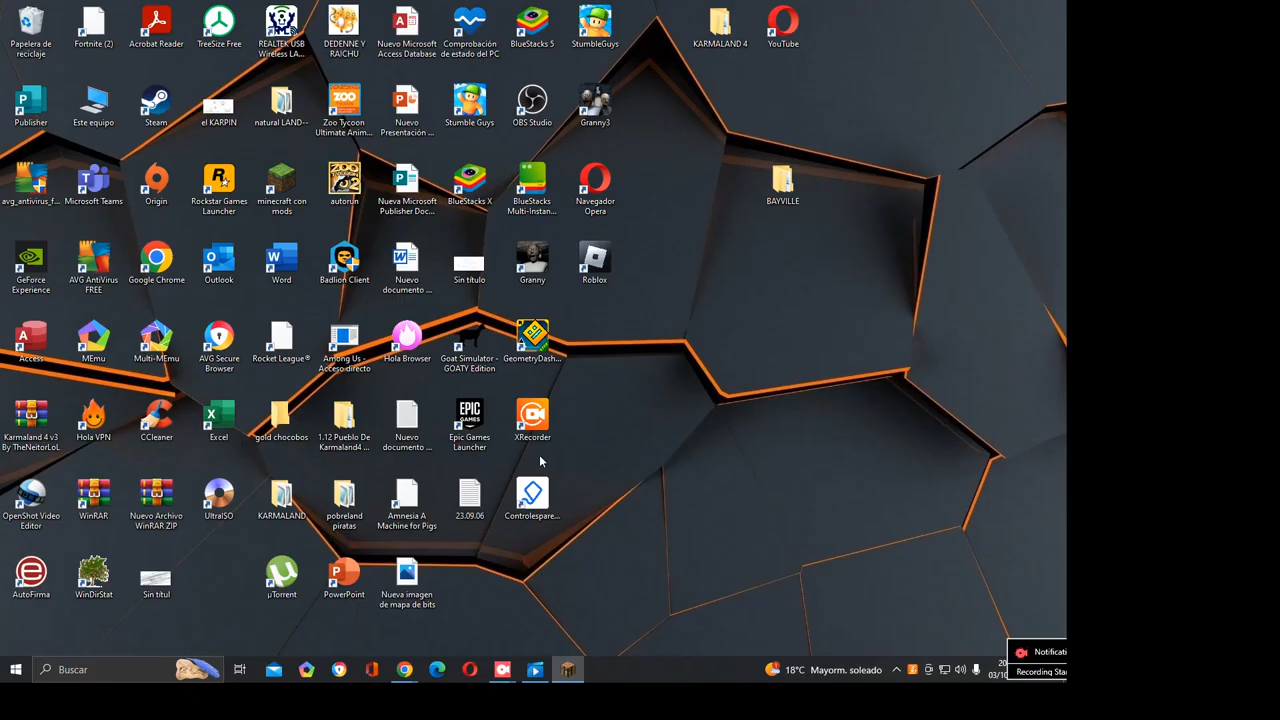 Papelera de
reciclaje
Fortnite (2)
Acrobat Reader
TreeSize Free
REALTEK USB
Wireless LA...
DEDENNE Y
RAICHU
Nuevo Microsoft
Access Database
Comprobación
de estado del PC
BlueStacks 5
StumbleGuys
KARMALAND 4
YouTube
Publisher
Este equipo
Steam
el KARPIN
natural LAND--
ZOO
Zoo Tycoon
Ultimate Anim...
Nuevo
Presentación ...
Stumble Guys
OBS Studio
Granny3
avg_antivirus_f...
Microsoft Teams
Origin
Rockstar Games
Launcher
minecraft con
mods
autorun
Nueva Microsoft
Publisher Doc...
BlueStacks X
BlueStacks
Multi-Instan...
Navegador
Opera
BAYVILLE
GeForce
Experience
AVG AntiVirus
FREE
Google Chrome
Outlook
Word
Badlion Client
Nuevo
documento ...
Sin título
Granny
Roblox
Access
MEmu
Multi-MEmu
AVG Secure
Browser
Rocket League®
Among Us -
Acceso directo
Hola Browser
Goat Simulator -
GOATY Edition
GeometryDash...
Karmaland 4 v3
By TheNeitorLoL
Hola VPN
CCleaner
Excel
gold chocobos
1.12 Pueblo De
Karmaland4 ...
Nuevo
documento ...
EPIC
GAMES
Epic Games
Launcher
XRecorder
OpenShot Video
Editor
WinRAR
Nuevo Archivo
WinRAR ZIP
UltraISO
KARMALAND
pobreland
piratas
Amnesia A
Machine for Pigs
23.09.06
Controlespare...
AutoFirma
WinDirStat
Sin títul
µTorrent
PowerPoint
Nueva imagen
de mapa de bits
Buscar
18°C Mayorm. soleado
20
03/10
Notificati
Recording Star